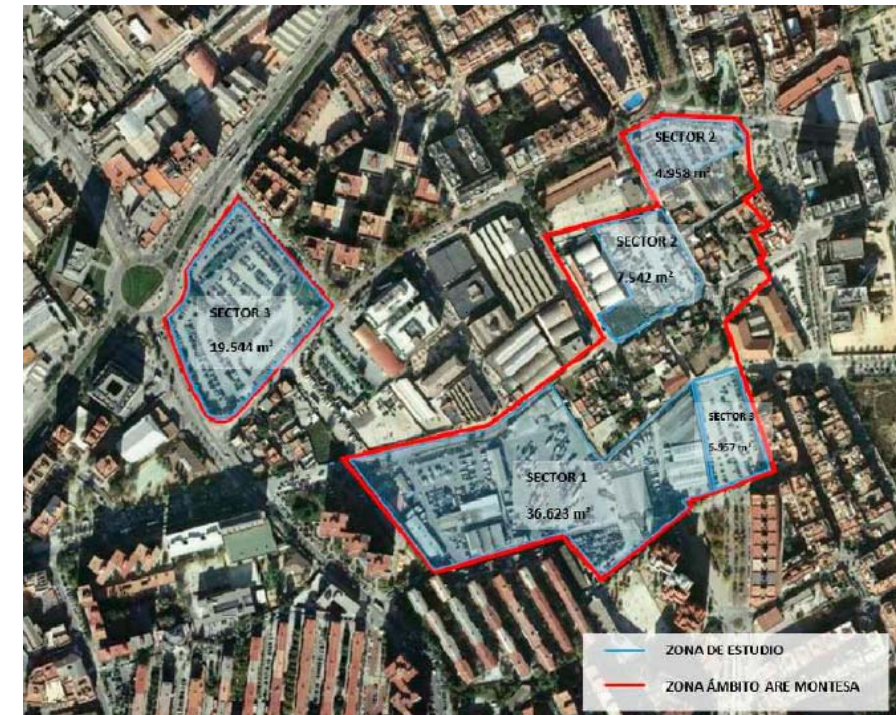 SECTOR 2
4.958 m²
SECTOR 2
7.542 m²
SECTOR 3
19.544 m²
SECTOR 3
m²
SECTOR 1
36.623 m²
ZONA DE ESTUDIO
ZONA ÁMBITO ARE MONTESA